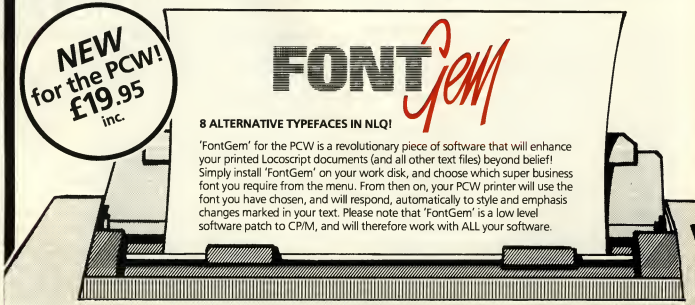 NEW
for the PCW!
£19.95
inc.
FONTGem
8 ALTERNATIVE TYPEFACES IN NLQ!
'FontGem' for the PCW is a revolutionary piece of software that will enhance
your printed Locoscript documents (and all other text files) beyond belief!
Simply install 'FontGem' on your work disk, and choose which super business
font you require from the menu. From then on, your PCW printer will use the
font you have chosen, and will respond, automatically to style and emphasis
changes marked in your text. Please note that 'FontGem' is a low level
software patch to CP/M, and will therefore work with ALL your software.